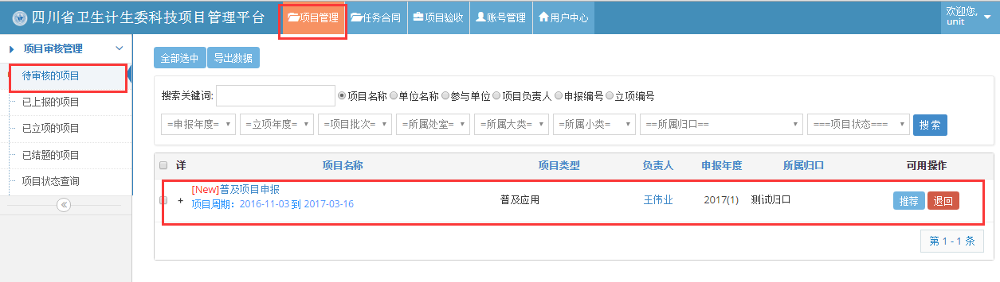 四川省卫生计生委科技项目管理平台 项目管理 任务合同 项目验收 账号管理 用户中心 欢迎您, unit
项目审核管理
待审核的项目
已上报的项目
已立项的项目
已结题的项目
项目状态查询
全部选中 导出数据
搜索关键词: 项目名称 单位名称 参与单位 项目负责人 申报编号 立项编号
=申报年度= =立项年度= =项目批次= =所属处室= =所属大类= =所属小类= ==所属归口== ===项目状态=== 搜 索
详 项目名称 项目类型 负责人 申报年度 所属归口 可用操作
+ [New]普及项目申报 普及应用 王伟业 2017(1) 测试归口 推荐 退回
项目周期：2016-11-03 到 2017-03-16
第 1 - 1 条